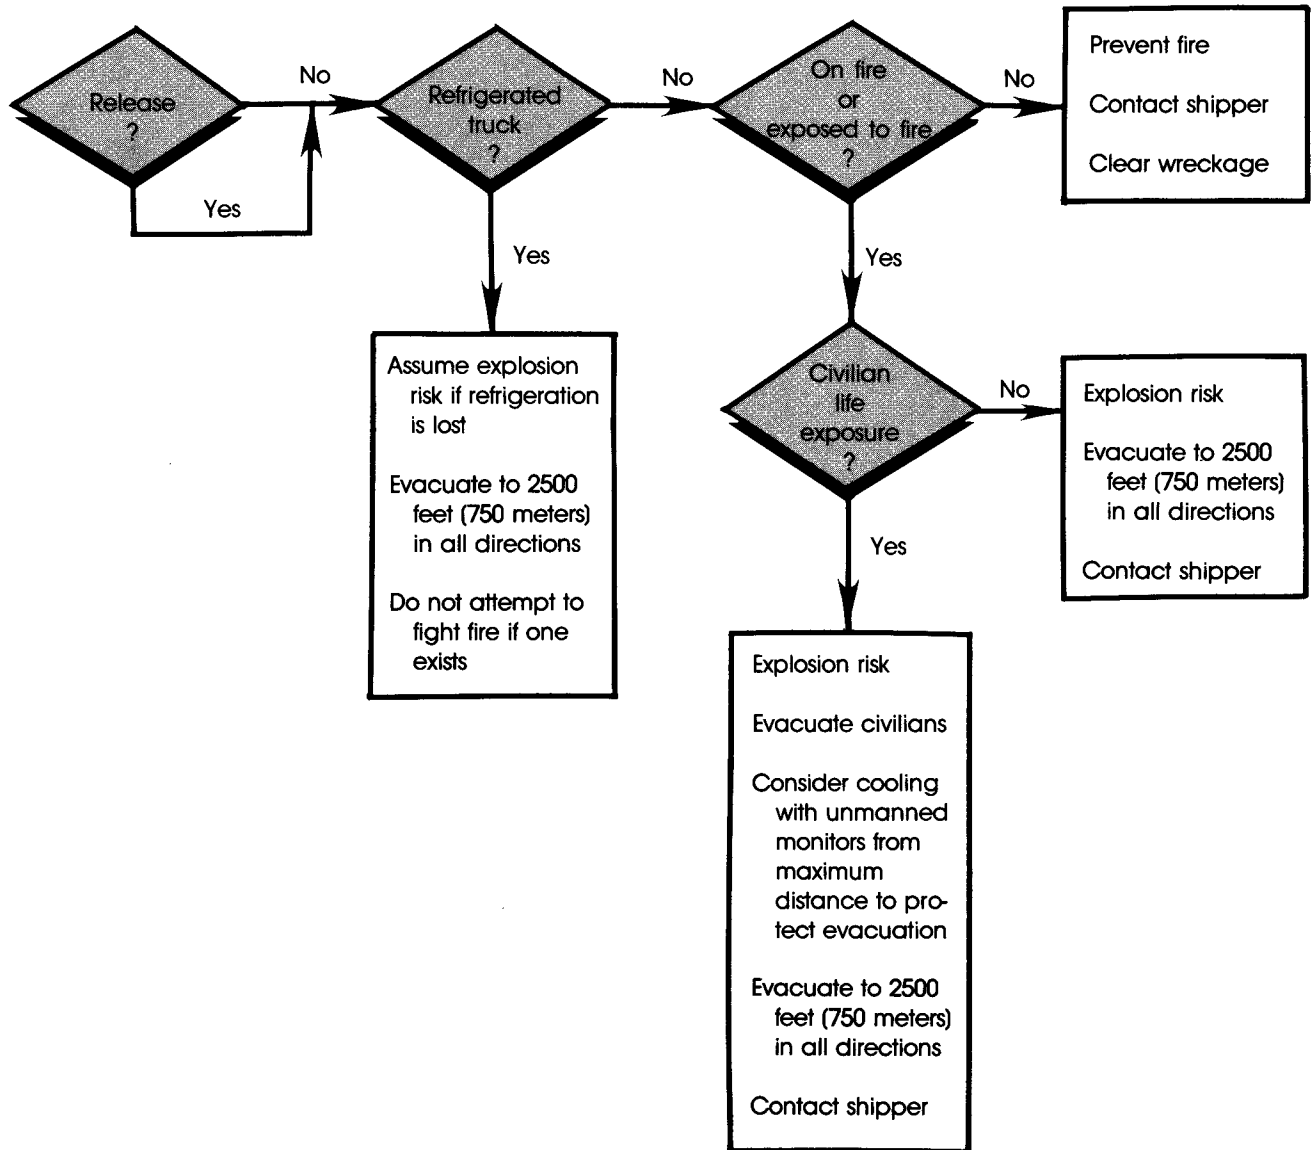 Release
?
No
Yes
Refrigerated
truck
?
No
Yes
On fire
or
exposed to fire
?
No
Yes
Prevent fire
Contact shipper
Clear wreckage
Assume explosion
risk if refrigeration
is lost
Evacuate to 2500
feet (750 meters)
in all directions
Do not attempt to
fight fire if one
exists
Civilian
life
exposure
?
No
Yes
Explosion risk
Evacuate to 2500
feet (750 meters)
in all directions
Contact shipper
Explosion risk
Evacuate civilians
Consider cooling
with unmanned
monitors from
maximum
distance to pro-
tect evacuation
Evacuate to 2500
feet (750 meters)
in all directions
Contact shipper